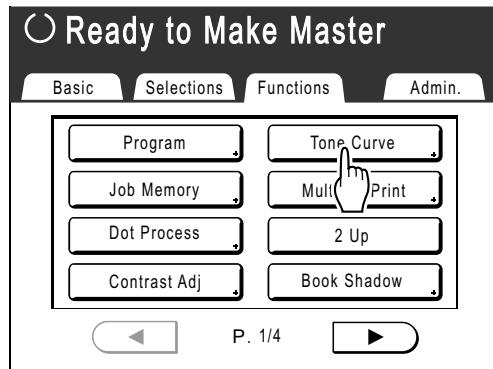 Ready to Make Master
Basic Selections Functions Admin.
Program Tone Curve
Job Memory Print
Dot Process 2 Up
Contrast Adj Book Shadow
P. 1/4